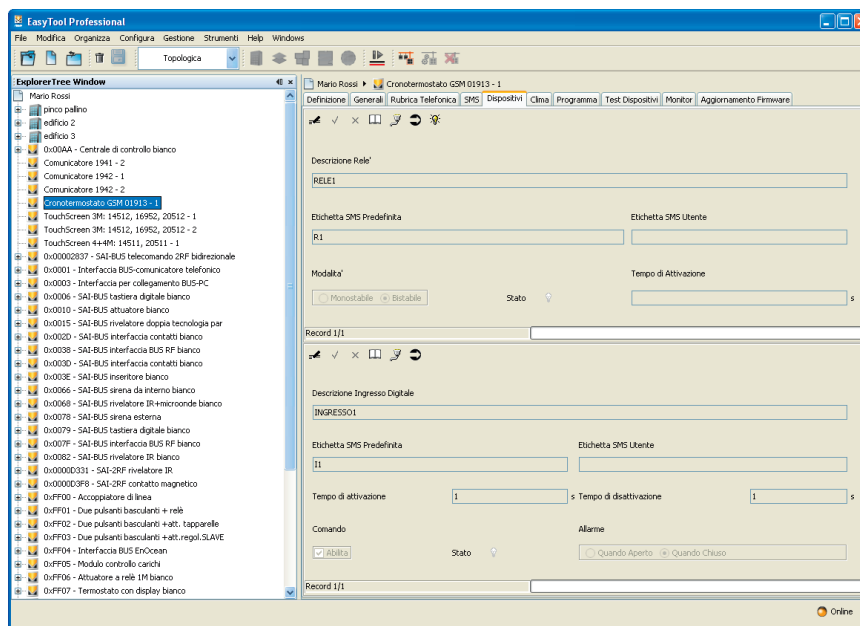 EasyTool Professional
File Modifica Organizza Configura Gestione Strumenti Help Windows
Topologica
ExplorerTree Window
Mario Rossi
pinco pallino
edificio 2
edificio 3
0x00AA - Centrale di controllo bianco
Comunicatore 1941 - 2
Comunicatore 1942 - 1
Comunicatore 1942 - 2
Cronotermostato GSM 01913 - 1
TouchScreen 3M: 14512, 16952, 20512 - 1
TouchScreen 3M: 14512, 16952, 20512 - 2
TouchScreen 4+4M: 14511, 20511 - 1
0x00002837 - SAI-BUS telecomando 2RF bidirezionale
0x0001 - Interfaccia BUS-comunicatore telefonico
0x0003 - Interfaccia per collegamento BUS-PC
0x0006 - SAI-BUS tastiera digitale bianco
0x0010 - SAI-BUS attuatore bianco
0x0015 - SAI-BUS rivelatore doppia tecnologia par
0x002D - SAI-BUS interfaccia contatti bianco
0x0038 - SAI-BUS interfaccia BUS RF bianco
0x003D - SAI-BUS interfaccia contatti bianco
0x003E - SAI-BUS inseritore bianco
0x0066 - SAI-BUS sirena da interno bianco
0x0068 - SAI-BUS rivelatore IR+microonde bianco
0x0078 - SAI-BUS sirena esterna
0x0079 - SAI-BUS tastiera digitale bianco
0x007F - SAI-BUS interfaccia BUS RF bianco
0x0082 - SAI-BUS rivelatore IR bianco
0x0000D331 - SAI-2RF rivelatore IR
0x0000D3F8 - SAI-2RF contatto magnetico
0xFF00 - Accoppiatore di linea
0xFF01 - Due pulsanti basculanti + relè
0xFF02 - Due pulsanti basculanti +att. tapparelle
0xFF03 - Due pulsanti basculanti +att.regol.SLAVE
0xFF04 - Interfaccia BUS EnOcean
0xFF05 - Modulo controllo carichi
0xFF06 - Attuatore a relè 1M bianco
0xFF07 - Termostato con display bianco
Mario Rossi Cronotermostato GSM 01913 - 1
Definizione Generali Rubrica Telefonica SMS Dispositivi Clima Programma Test Dispositivi Monitor Aggiornamento Firmware
Descrizione Rele'
RELE1
Etichetta SMS Predefinita Etichetta SMS Utente
R1
Modalita' Tempo di Attivazione
Monostabile Bistabile Stato s
Record 1/1
Descrizione Ingresso Digitale
INGRESSO1
Etichetta SMS Predefinita Etichetta SMS Utente
I1
Tempo di attivazione 1 s Tempo di disattivazione 1 s
Comando Allarme
Abilita Stato Quando Aperto Quando Chiuso
Record 1/1
Online